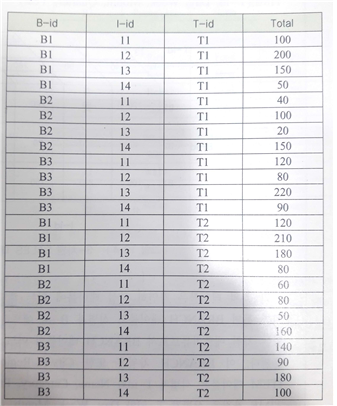 B-id I-id T-id Total
B1 11 T1 100
B1 12 T1 200
B1 13 T1 150
B1 14 T1 50
B2 11 T1 40
B2 12 T1 100
B2 13 T1 20
B2 14 T1 150
B3 11 T1 120
B3 12 T1 80
B3 13 T1 220
B3 14 T1 90
B1 11 T2 120
B1 12 T2 210
B1 13 T2 180
B1 14 T2 80
B2 11 T2 60
B2 12 T2 80
B2 13 T2 50
B2 14 T2 160
B3 11 T2 140
B3 12 T2 90
B3 13 T2 180
B3 14 T2 100